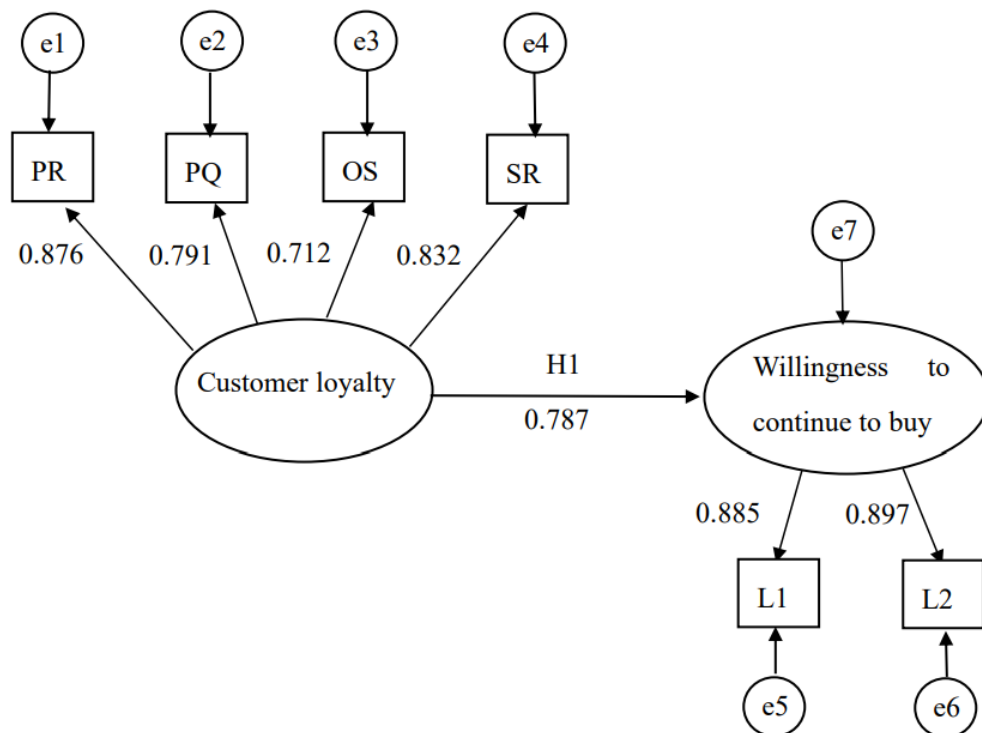 e1
e2
e3
e4
PR
PQ
OS
SR
0.876
0.791
0.712
0.832
e7
Customer loyalty
H1
0.787
Willingness to
continue to buy
0.885
0.897
L1
L2
e5
e6